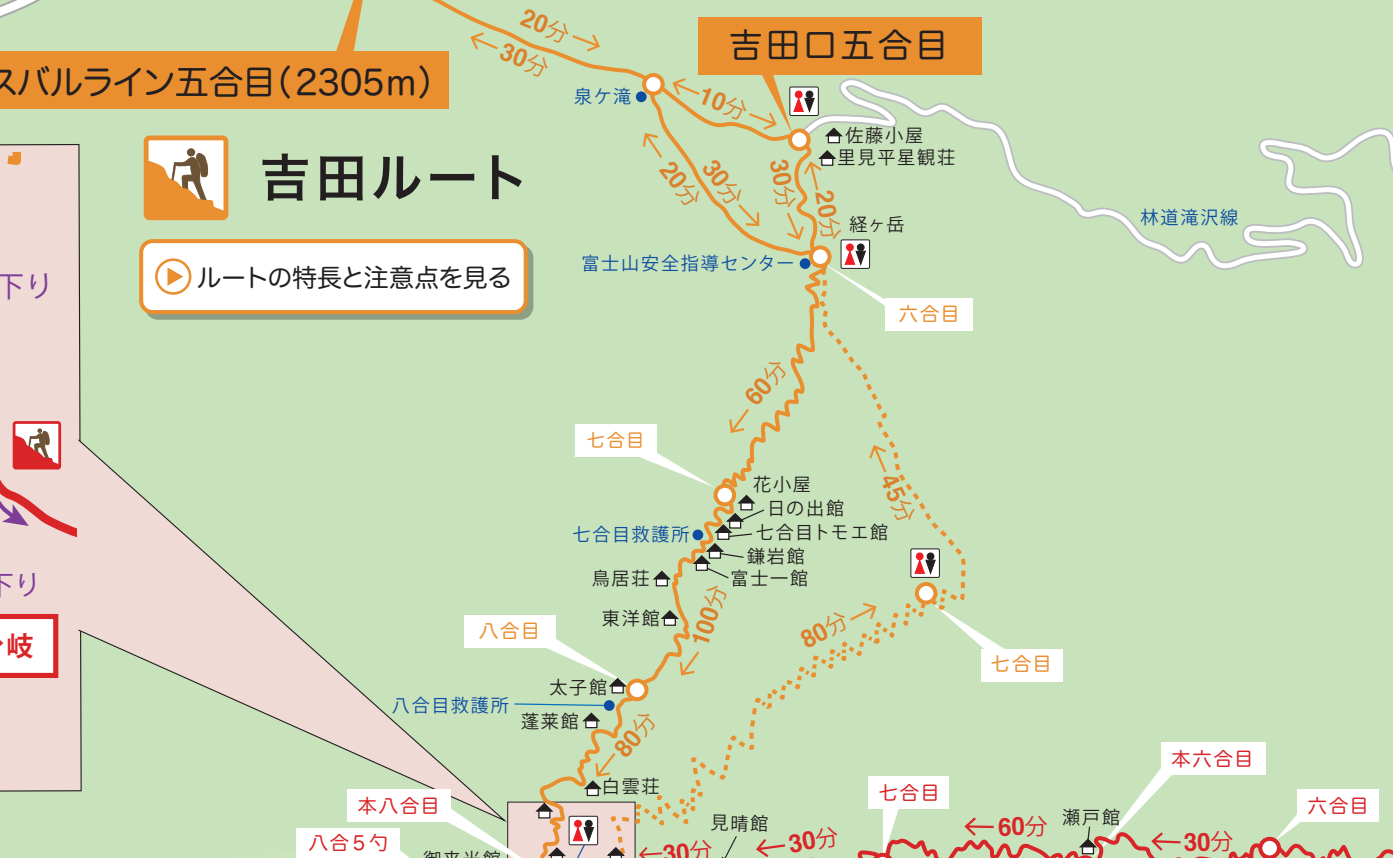 20分
30分
吉田口五合目
スバルライン五合目(2305m)
泉ケ滝
10分
佐藤小屋
里見平星観荘
吉田ルート
20分
30分
30分
20分
経ヶ岳
林道滝沢線
富士山安全指導センター
ルートの特長と注意点を見る
下り
六合目
60分
七合目
花小屋
45分
日の出館
七合目救護所
七合目トモエ館
鎌岩館
鳥居荘
富士一館
下り
東洋館
100分
80分
八合目
岐
七合目
太子館
八合目救護所
蓬莱館
80分
本六合目
白雲荘
七合目
本八合目
六合目
見晴館
瀬戸館
60分
八合5勺
30分
30分
30分
御来光館